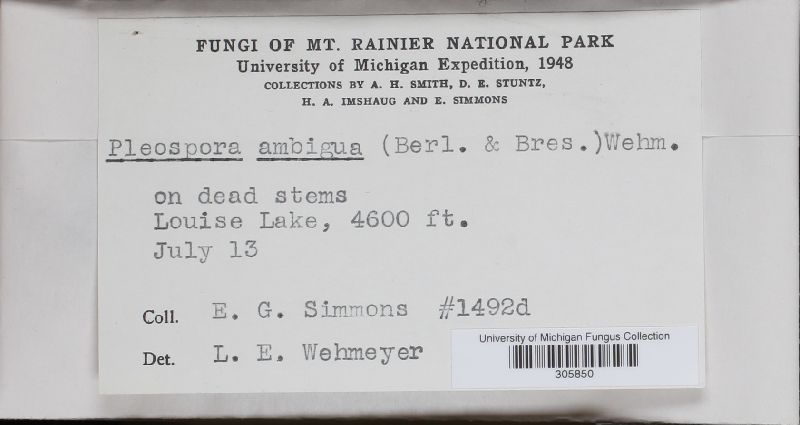 FUNGI OF MT. RAINIER NATIONAL PARK
University of Michigan Expedition, 1948
COLLECTIONS BY A. H. SMITH, D. E. STUNTZ,
H. A. IMSHAUG AND E. SIMMONS
Pleospora ambigua (Berl. & Bres.)Wehm.
on dead stems
Louise Lake, 4600 ft.
July 13
Coll. E. G. Simmons #1492d
Det. L. E. Wehmeyer
University of Michigan Fungus Collection
305850